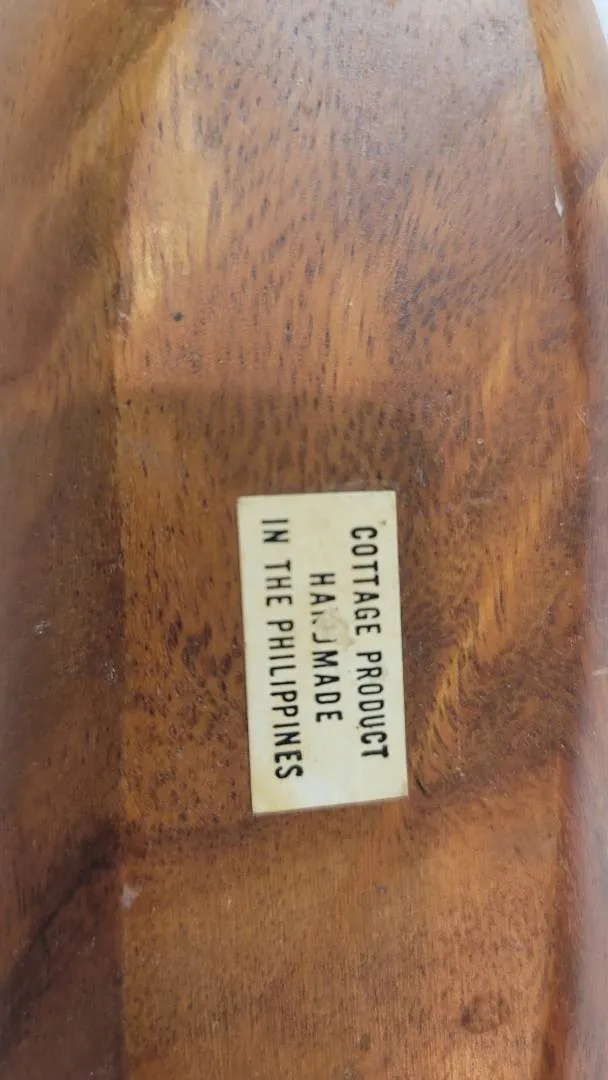 COTTAGE PRODUCT
HANDMADE
IN THE PHILIPPINES